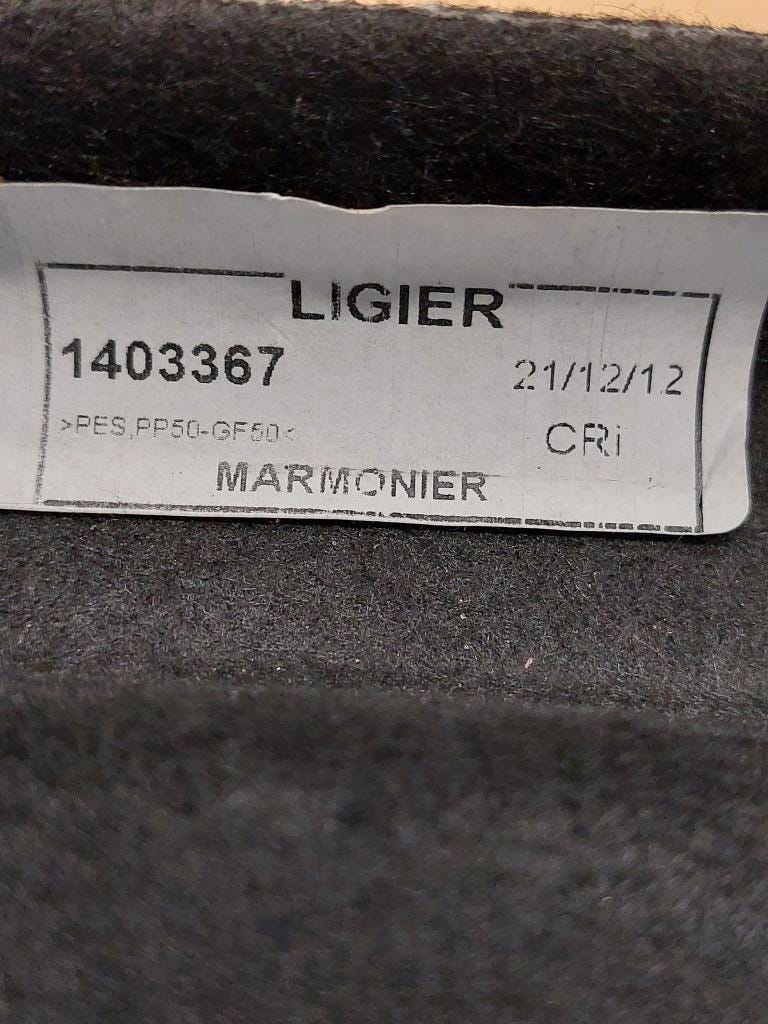 LIGIER
1403367 21/12/12
>PES,PP50-GF50< CRi
MARMONIER